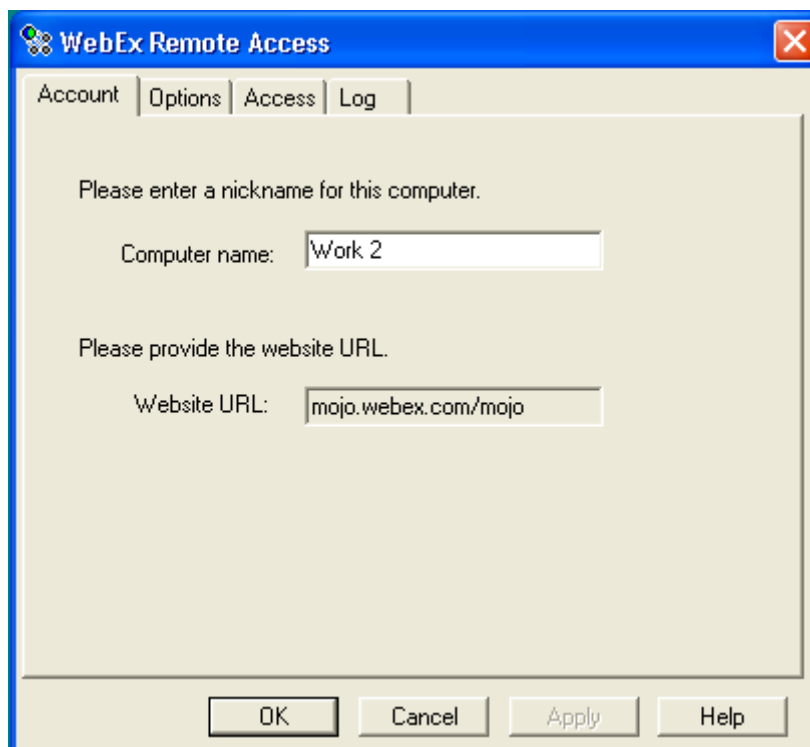 WebEx Remote Access
Account Options Access Log
Please enter a nickname for this computer.
Computer name: Work 2
Please provide the website URL.
Website URL: mojo.webex.com/mojo
OK Cancel Apply Help